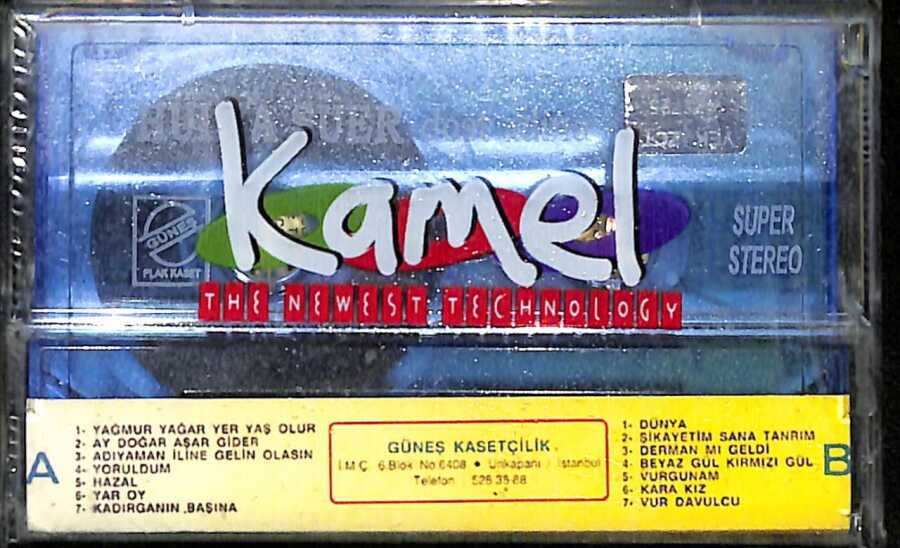 Kamel
THE NEWEST TECHNOLOGY
GÜNEŞ
PLAK KASET
SUPER
STEREO
A
1- YAĞMUR YAĞAR YER YAŞ OLUR
2- AY DOĞAR AŞAR GİDER
3- ADIYAMAN İLİNE GELİN OLASIN
4- YORULDUM
5- HAZAL
6- YAR OY
7- KADIRGANIN BAŞINA
GÜNEŞ KASETÇİLİK
İ.M.Ç. 6.Blok No:6408 • Unkapanı / İstanbul
Telefon : 526 38 88
1- DÜNYA
2- ŞİKAYETİM SANA TANRIM
3- DERMAN MI GELDİ
4- BEYAZ GÜL KIRMIZI GÜL
5- VURGUNAM
6- KARA KIZ
7- VUR DAVULCU
B